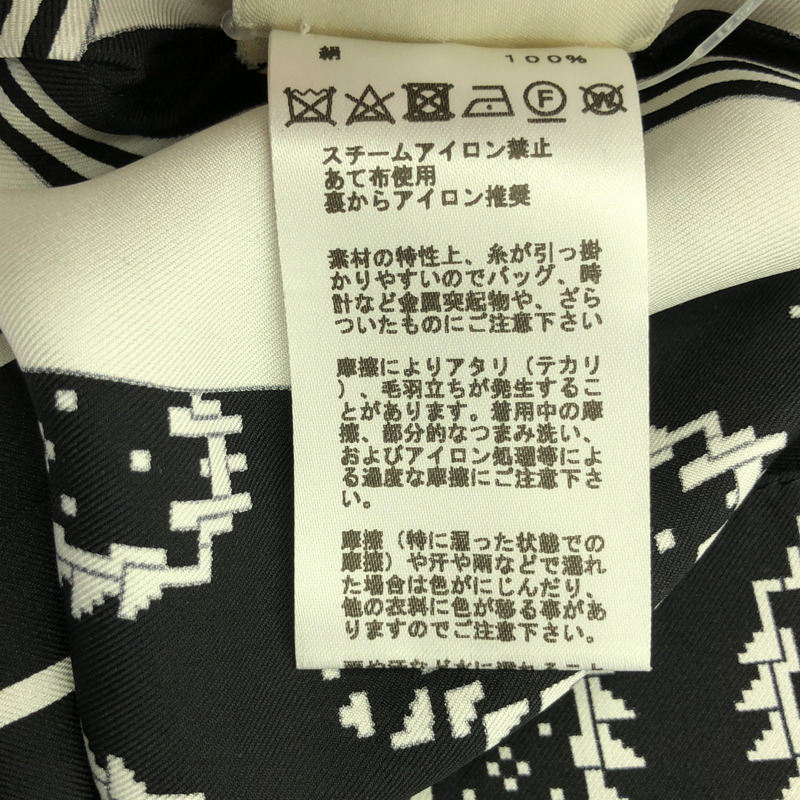 絹 100%
F W
スチームアイロン禁止
あて布使用
裏からアイロン推奨
素材の特性上、糸が引っ掛
かりやすいのでバッグ、時
計など金属突起物や、ざら
ついたものにご注意下さい
摩擦によりアタリ（テカリ
）、毛羽立ちが発生するこ
とがあります。着用中の摩
擦、部分的なつまみ洗い、
およびアイロン処理等によ
る過度な摩擦にご注意下さ
い。
摩擦（特に湿った状態での
摩擦）や汗や雨などで濡れ
た場合は色がにじんだり、
他の衣料に色が移る事があ
りますのでご注意下さい。